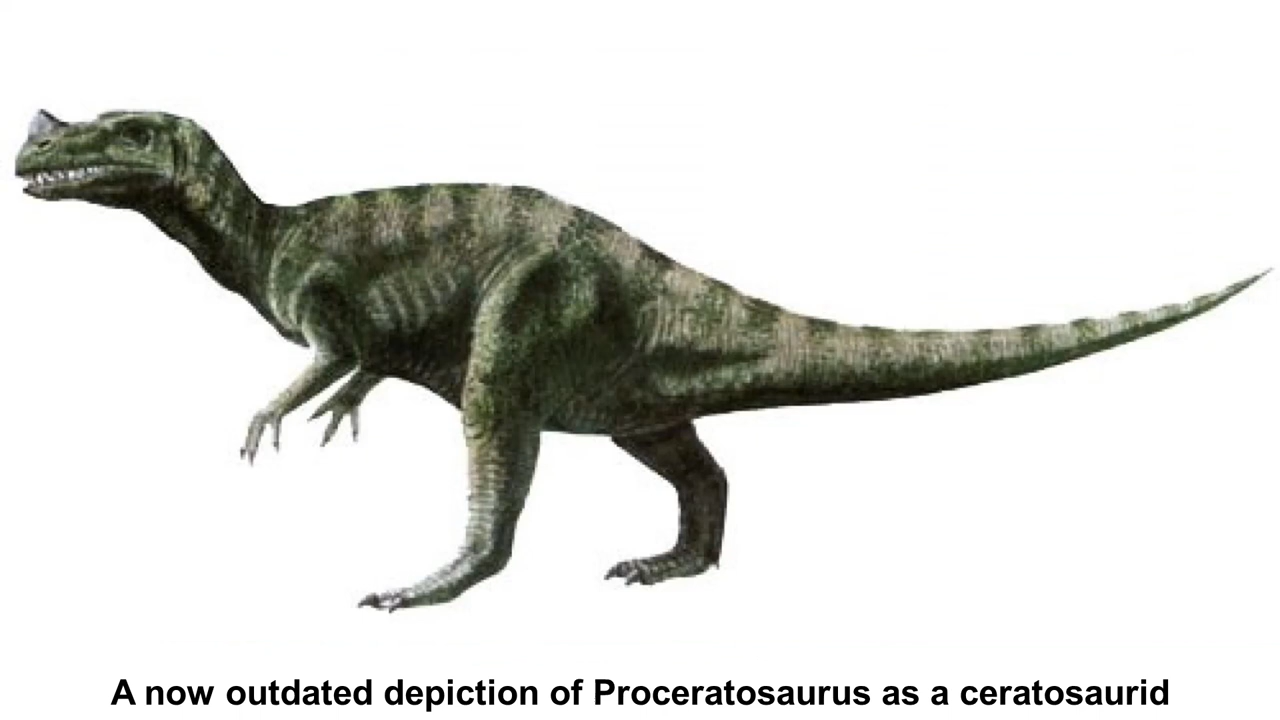 A now outdated depiction of Proceratosaurus as a ceratosaurid